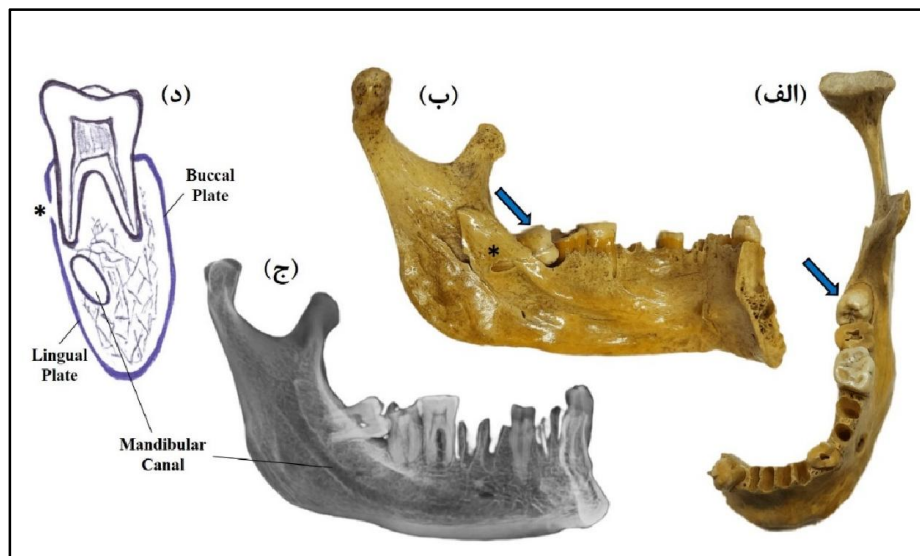 (الف)
(ب)
(د)
*
Buccal
Plate
*
(ج)
Lingual
Plate
Mandibular
Canal